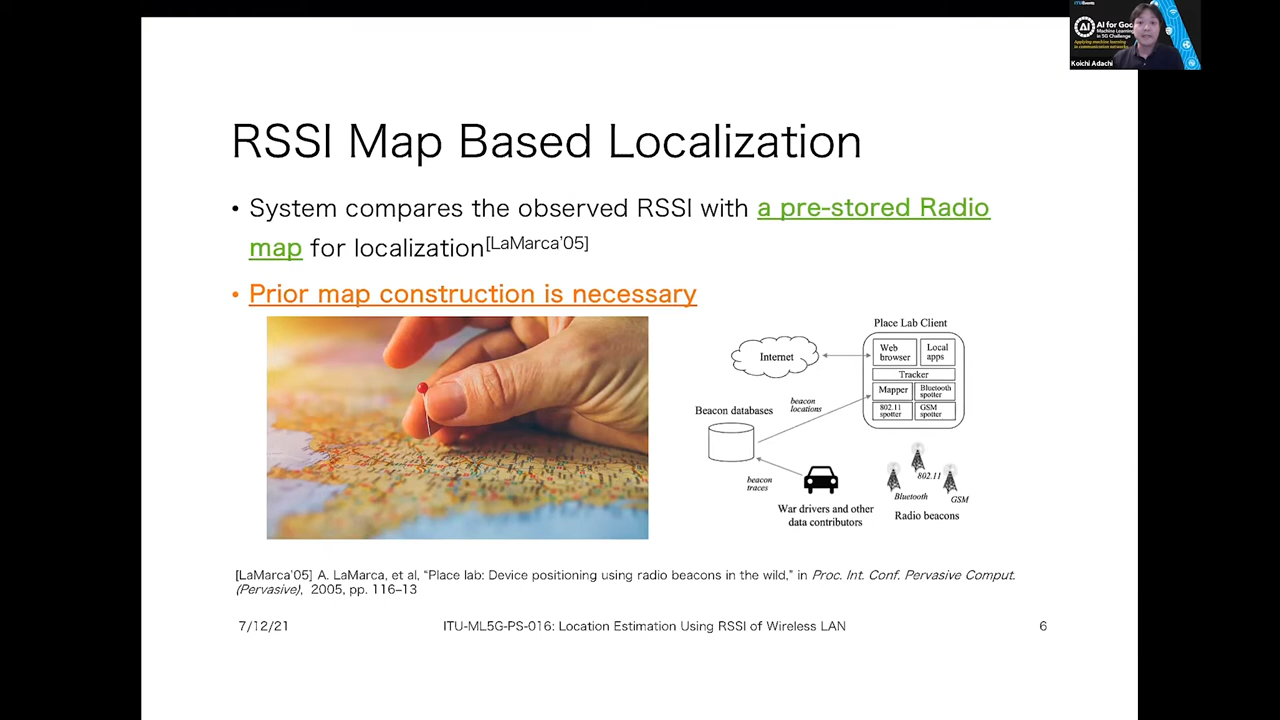 ITUEvents
AI for Good
Machine Learning
in 5G Challenge
Applying machine learning
in communication networks
Koichi Adachi
RSSI Map Based Localization
• System compares the observed RSSI with a pre-stored Radio
map for localization[LaMarca'05]
• Prior map construction is necessary
Place Lab Client
Internet
Web
browser
Local
apps
Tracker
Mapper
Bluetooth
spotter
802.11
spotter
GSM
spotter
beacon
locations
Beacon databases
beacon
traces
War drivers and other
data contributors
802.11
Bluetooth
GSM
Radio beacons
[LaMarca'05] A. LaMarca, et al, “Place lab: Device positioning using radio beacons in the wild,” in Proc. Int. Conf. Pervasive Comput.
(Pervasive), 2005, pp. 116–13
7/12/21
ITU-ML5G-PS-016: Location Estimation Using RSSI of Wireless LAN
6